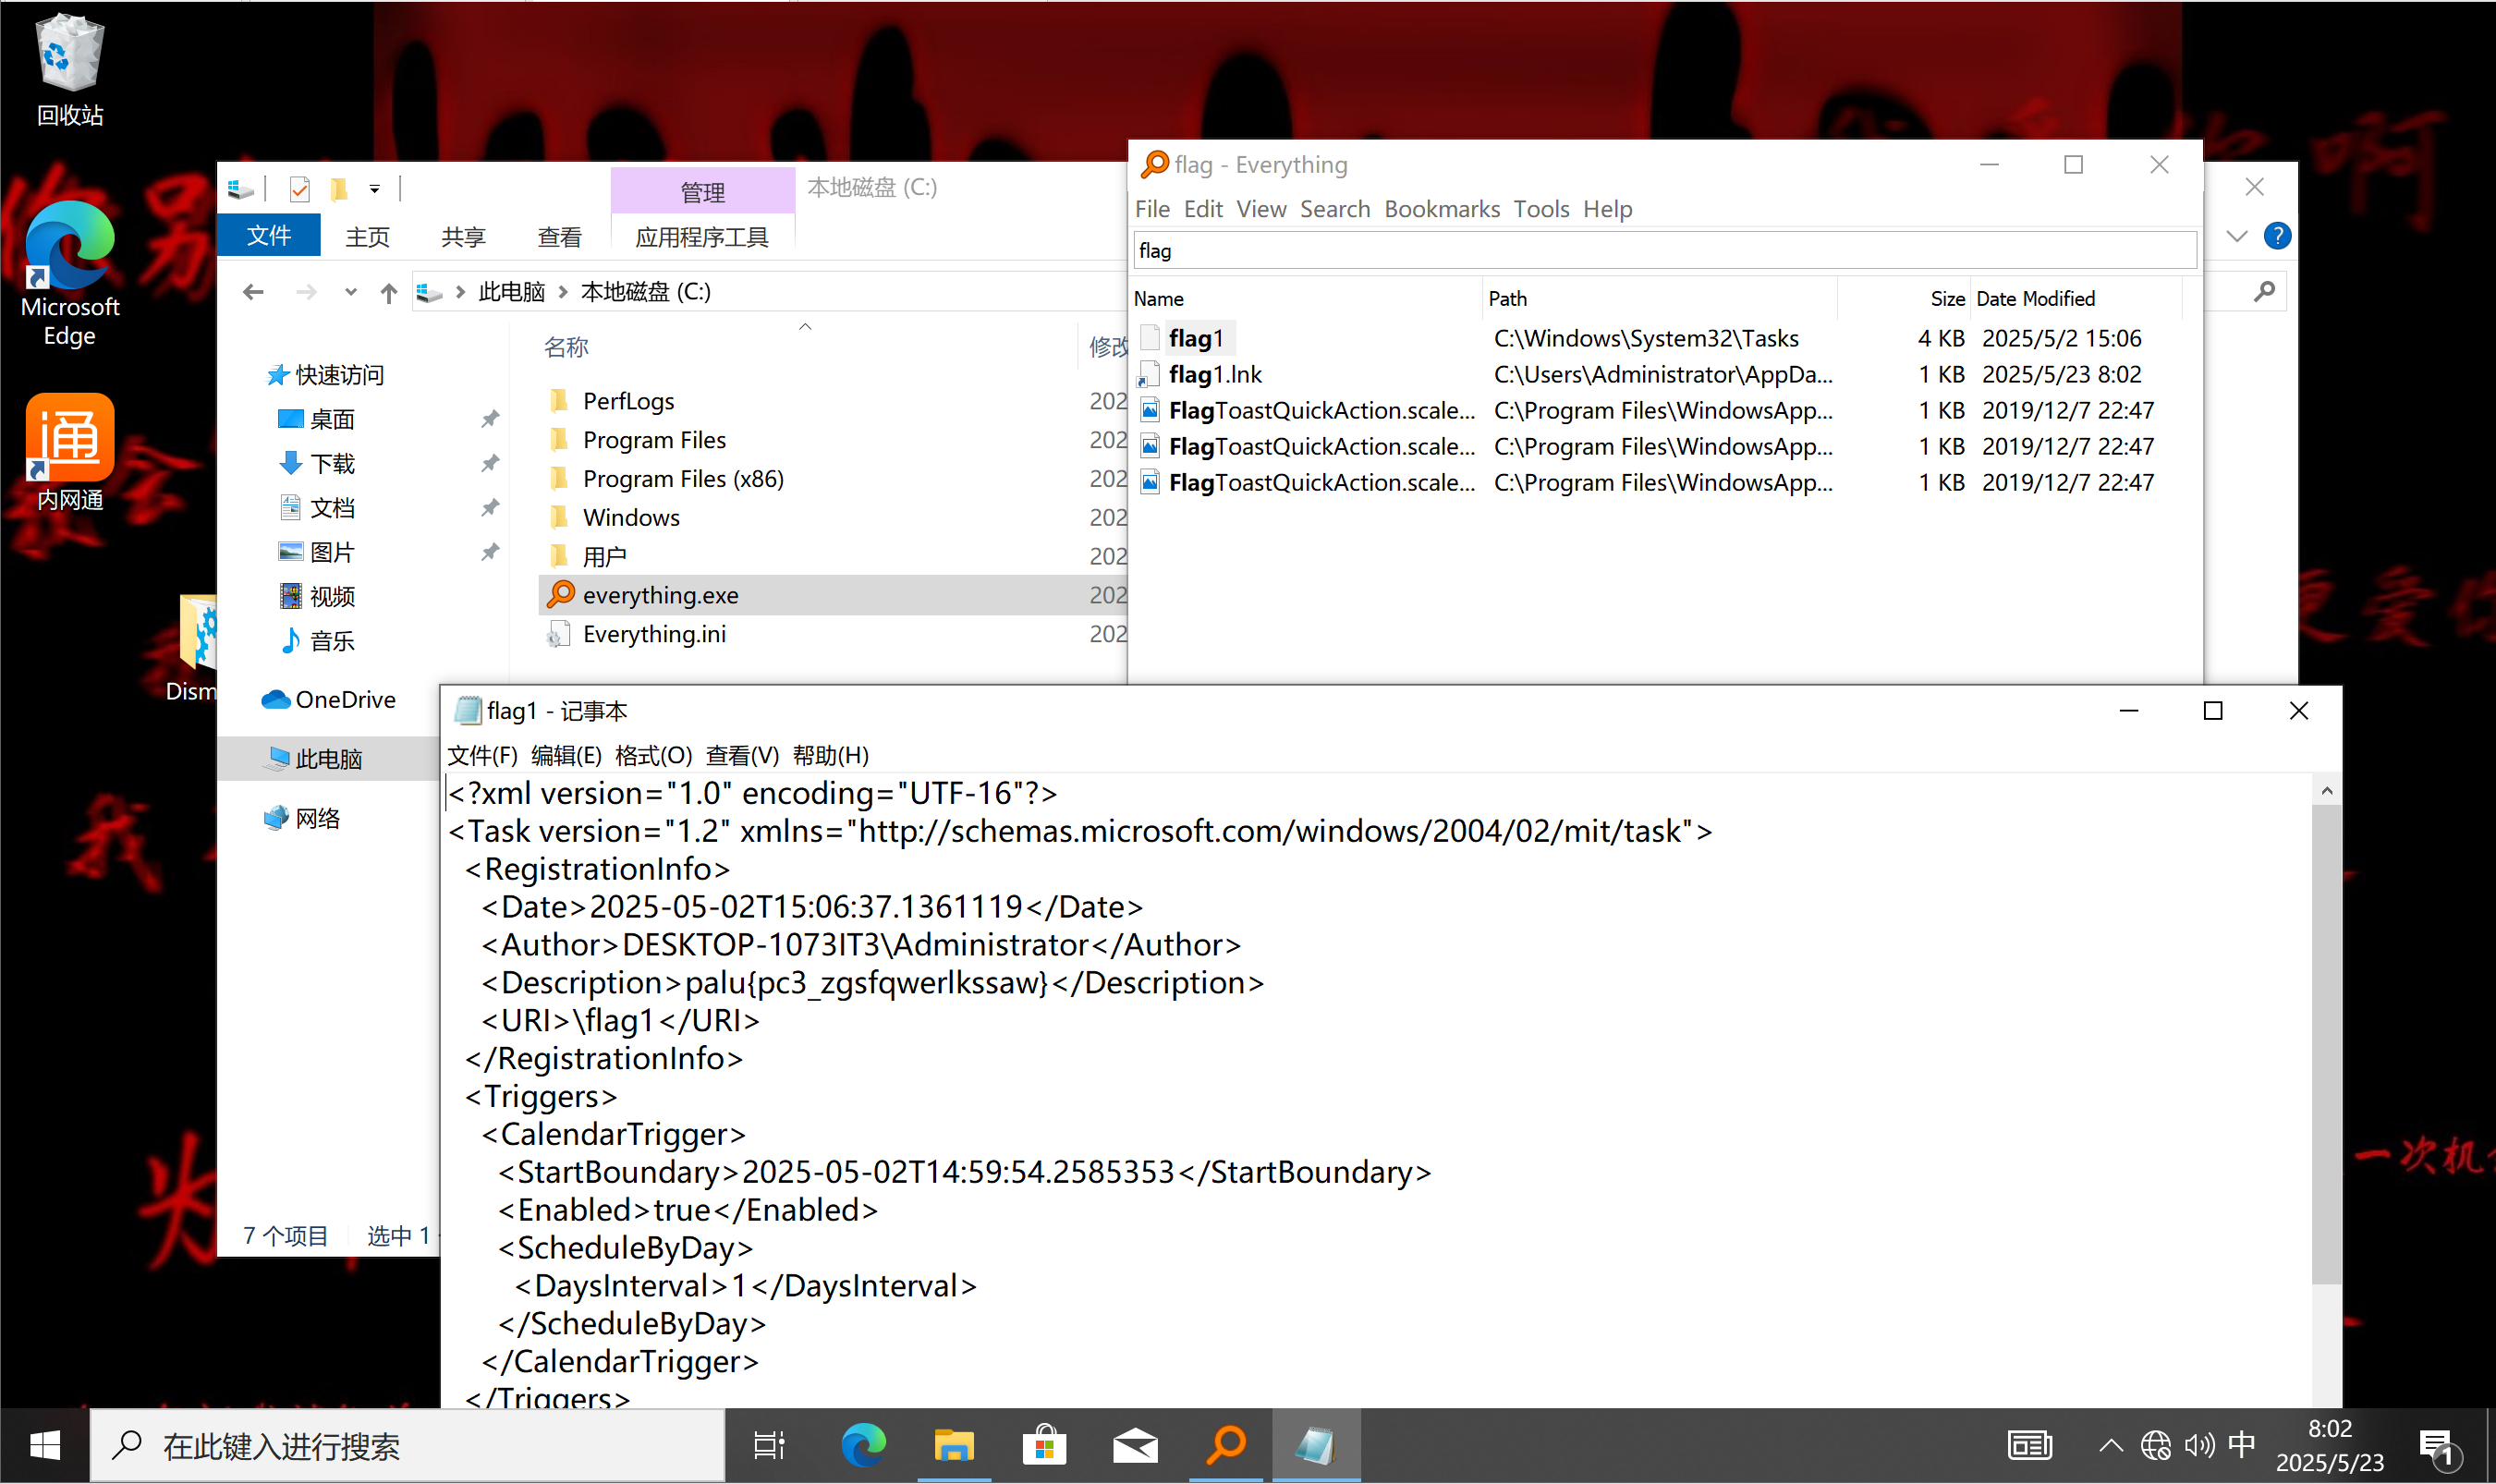 回收站
Microsoft
Edge
内网通
Dism
管理
本地磁盘 (C:)
文件
主页
共享
查看
应用程序工具
此电脑
本地磁盘 (C:)
名称
修改
快速访问
桌面
下载
文档
图片
视频
音乐
OneDrive
此电脑
网络
PerfLogs 202
Program Files 202
Program Files (x86) 202
Windows 202
用户 202
everything.exe 202
Everything.ini 202
7 个项目
选中 1
flag - Everything
File Edit View Search Bookmarks Tools Help
flag
Name Path Size Date Modified
flag1 C:\Windows\System32\Tasks 4 KB 2025/5/2 15:06
flag1.lnk C:\Users\Administrator\AppDa... 1 KB 2025/5/23 8:02
FlagToastQuickAction.scale... C:\Program Files\WindowsApp... 1 KB 2019/12/7 22:47
FlagToastQuickAction.scale... C:\Program Files\WindowsApp... 1 KB 2019/12/7 22:47
FlagToastQuickAction.scale... C:\Program Files\WindowsApp... 1 KB 2019/12/7 22:47
flag1 - 记事本
文件(F) 编辑(E) 格式(O) 查看(V) 帮助(H)
<?xml version="1.0" encoding="UTF-16"?>
<Task version="1.2" xmlns="http://schemas.microsoft.com/windows/2004/02/mit/task">
<RegistrationInfo>
<Date>2025-05-02T15:06:37.1361119</Date>
<Author>DESKTOP-1073IT3\Administrator</Author>
<Description>palu{pc3_zgsfqwerlkssaw}</Description>
<URI>\flag1</URI>
</RegistrationInfo>
<Triggers>
<CalendarTrigger>
<StartBoundary>2025-05-02T14:59:54.2585353</StartBoundary>
<Enabled>true</Enabled>
<ScheduleByDay>
<DaysInterval>1</DaysInterval>
</ScheduleByDay>
</CalendarTrigger>
</Triggers>
更爱你
我
一次机
在此键入进行搜索
中
8:02
2025/5/23
1